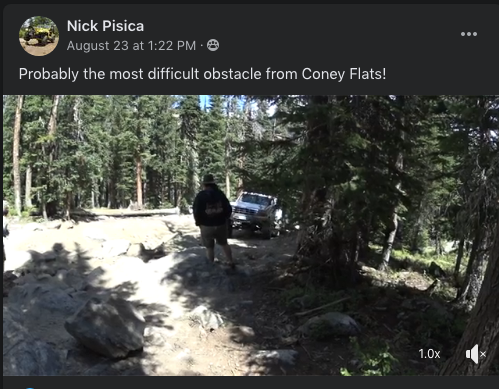 Nick Pisica
August 23 at 1:22 PM ·
Probably the most difficult obstacle from Coney Flats!
1.0x